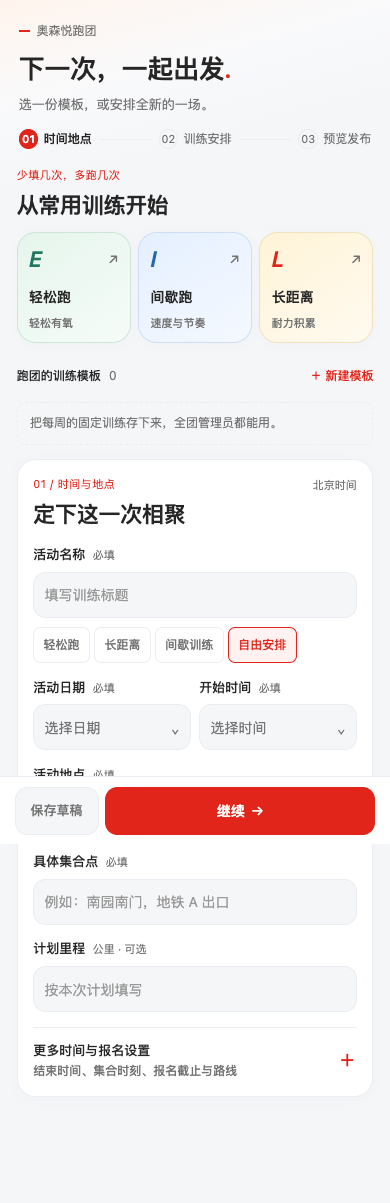 奥森悦跑团
下一次，一起出发.
选一份模板，或安排全新的一场。
01 时间地点 02 训练安排 03 预览发布
少填几次，多跑几次
从常用训练开始
E ↗ I ↗ L ↗
轻松跑 间歇跑 长距离
轻松有氧 速度与节奏 耐力积累
跑团的训练模板 0 + 新建模板
把每周的固定训练存下来，全团管理员都能用。
01 / 时间与地点 北京时间
定下这一次相聚
活动名称 必填
填写训练标题
轻松跑 长距离 间歇训练 自由安排
活动日期 必填 开始时间 必填
选择日期 选择时间
活动地点 必填
保存草稿 继续 →
具体集合点 必填
例如：南园南门，地铁 A 出口
计划里程 公里 · 可选
按本次计划填写
更多时间与报名设置
结束时间、集合时刻、报名截止与路线 +